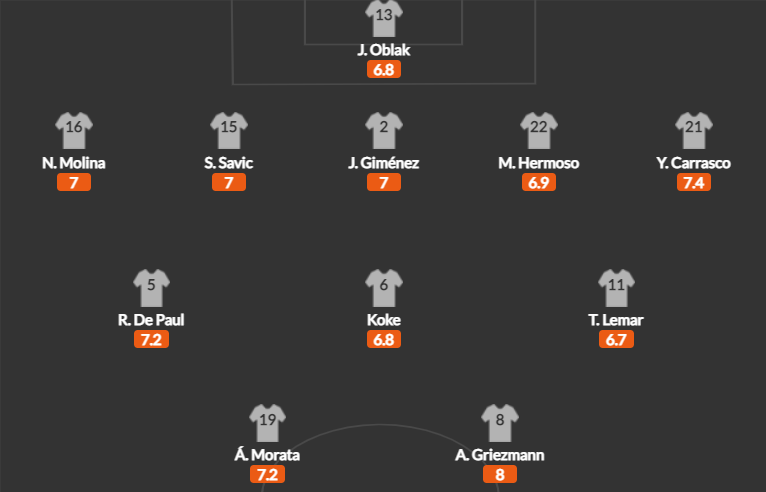 13
J. Oblak
6.8
16 15 2 22 21
N. Molina S. Savic J. Giménez M. Hermoso Y. Carrasco
7 7 7 6.9 7.4
5 6 11
R. De Paul Koke T. Lemar
7.2 6.8 6.7
19 8
Á. Morata A. Griezmann
7.2 8